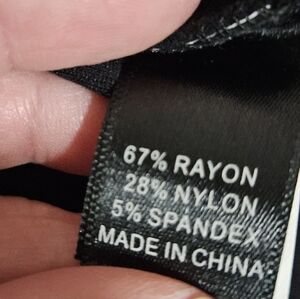 67% RAYON
28% NYLON
5% SPANDEX
MADE IN CHINA